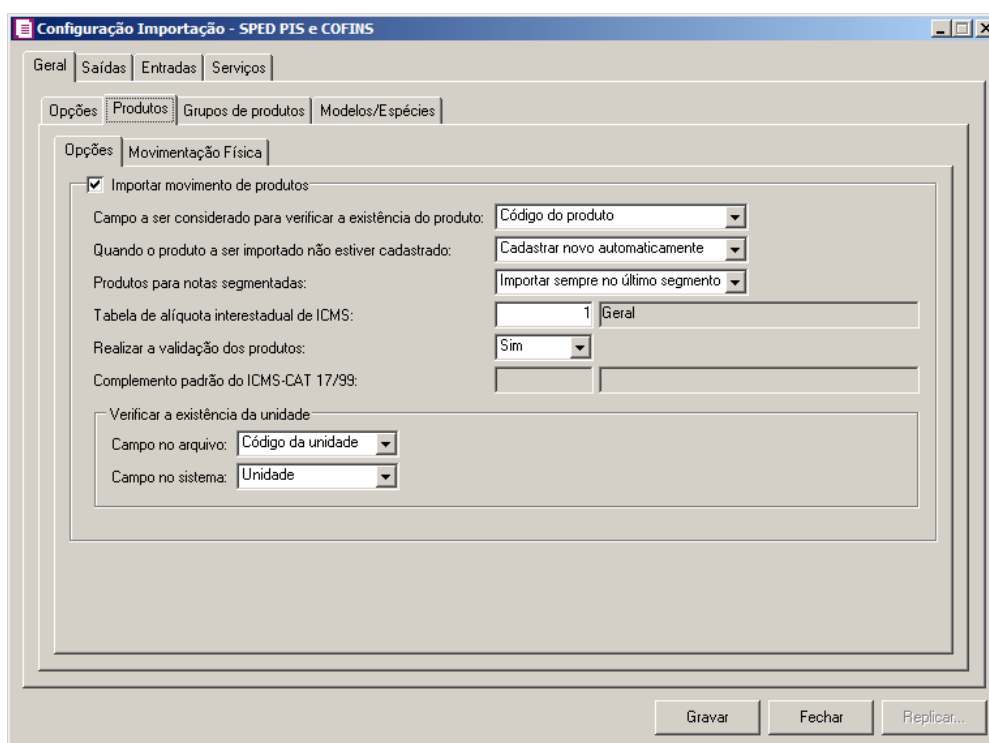 Configuração Importação - SPED PIS e COFINS
Geral Saídas Entradas Serviços
Opções Produtos Grupos de produtos Modelos/Espécies
Opções Movimentação Física
Importar movimento de produtos
Campo a ser considerado para verificar a existência do produto: Código do produto
Quando o produto a ser importado não estiver cadastrado: Cadastrar novo automaticamente
Produtos para notas segmentadas: Importar sempre no último segmento
Tabela de alíquota interestadual de ICMS: 1 Geral
Realizar a validação dos produtos: Sim
Complemento padrão do ICMS-CAT 17/99:
Verificar a existência da unidade
Campo no arquivo: Código da unidade
Campo no sistema: Unidade
Gravar Fechar Replicar...